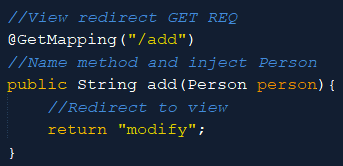 //View redirect GET REQ
@GetMapping("/add")
//Name method and inject Person
public String add(Person person){
    //Redirect to view
    return "modify";
}